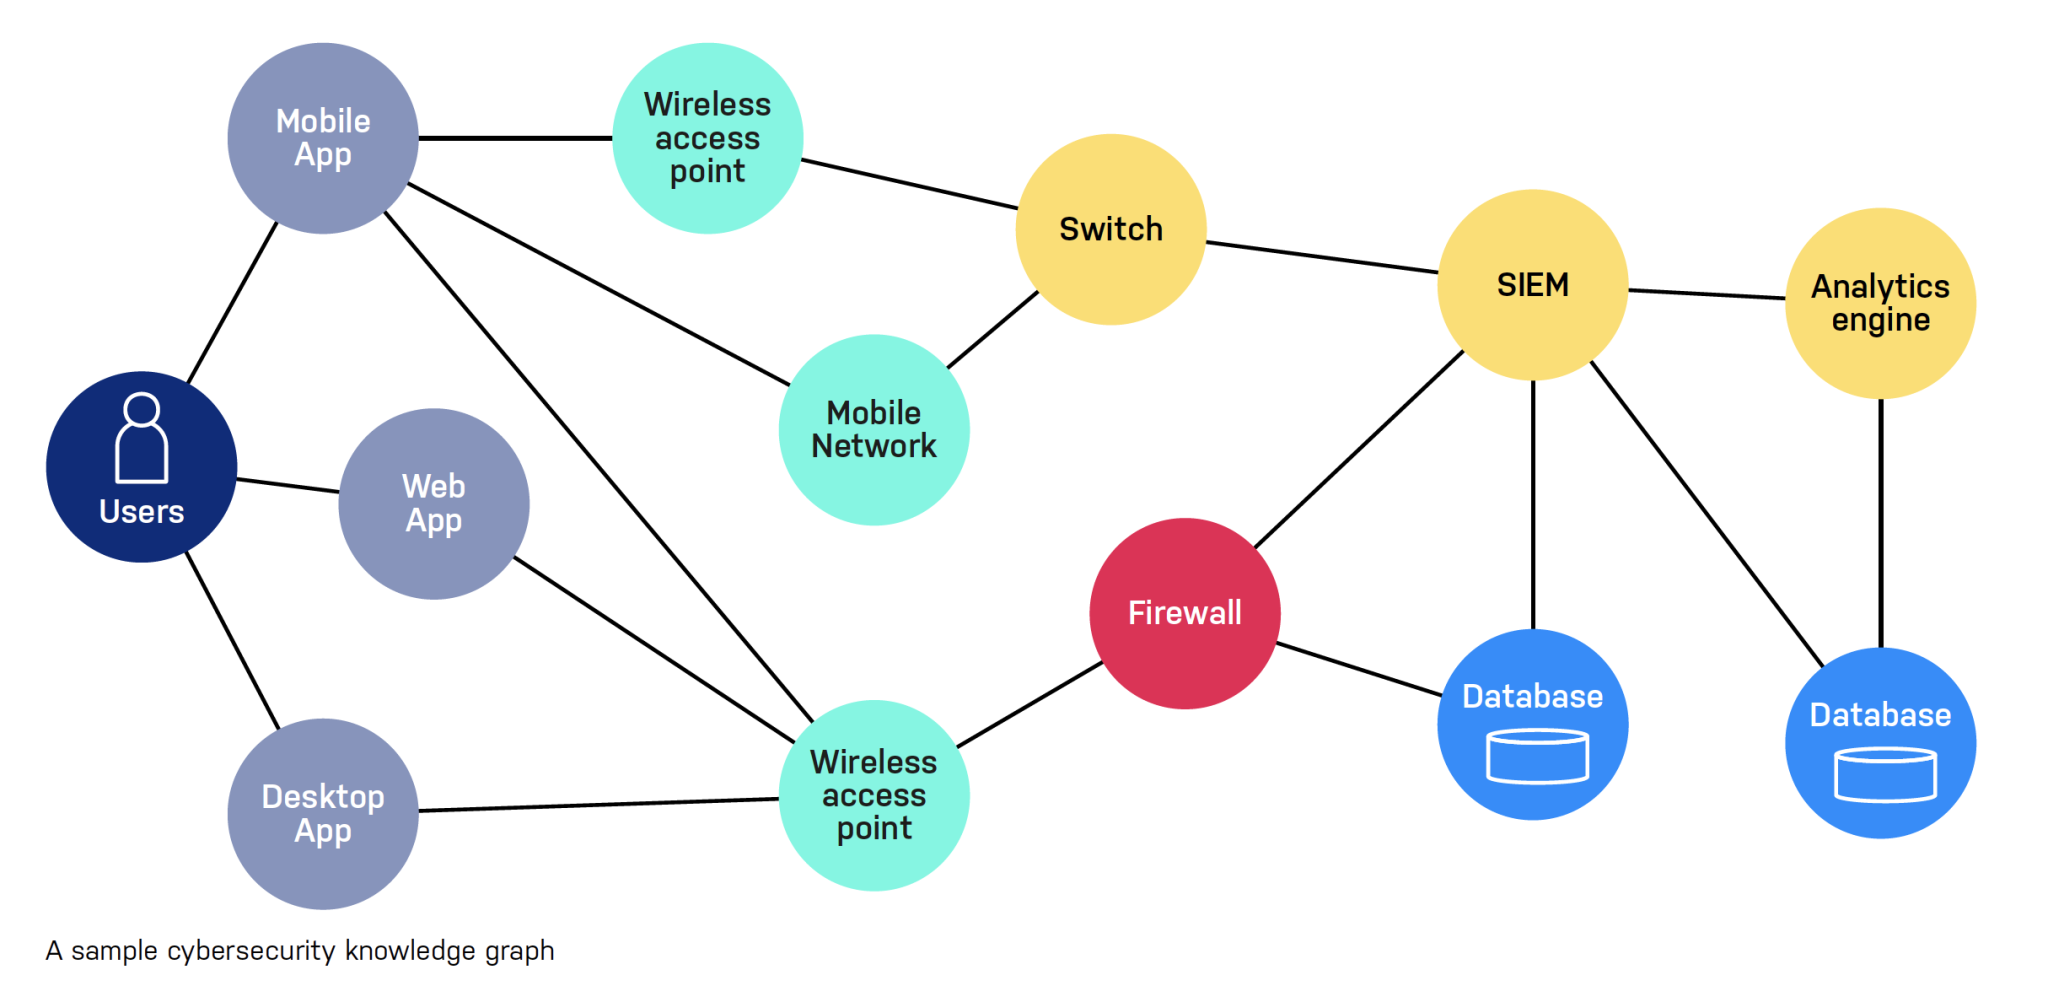 Mobile
App
Wireless
access
point
Switch
SIEM
Analytics
engine
Mobile
Network
Users
Web
App
Firewall
Database
Database
Desktop
App
Wireless
access
point
A sample cybersecurity knowledge graph